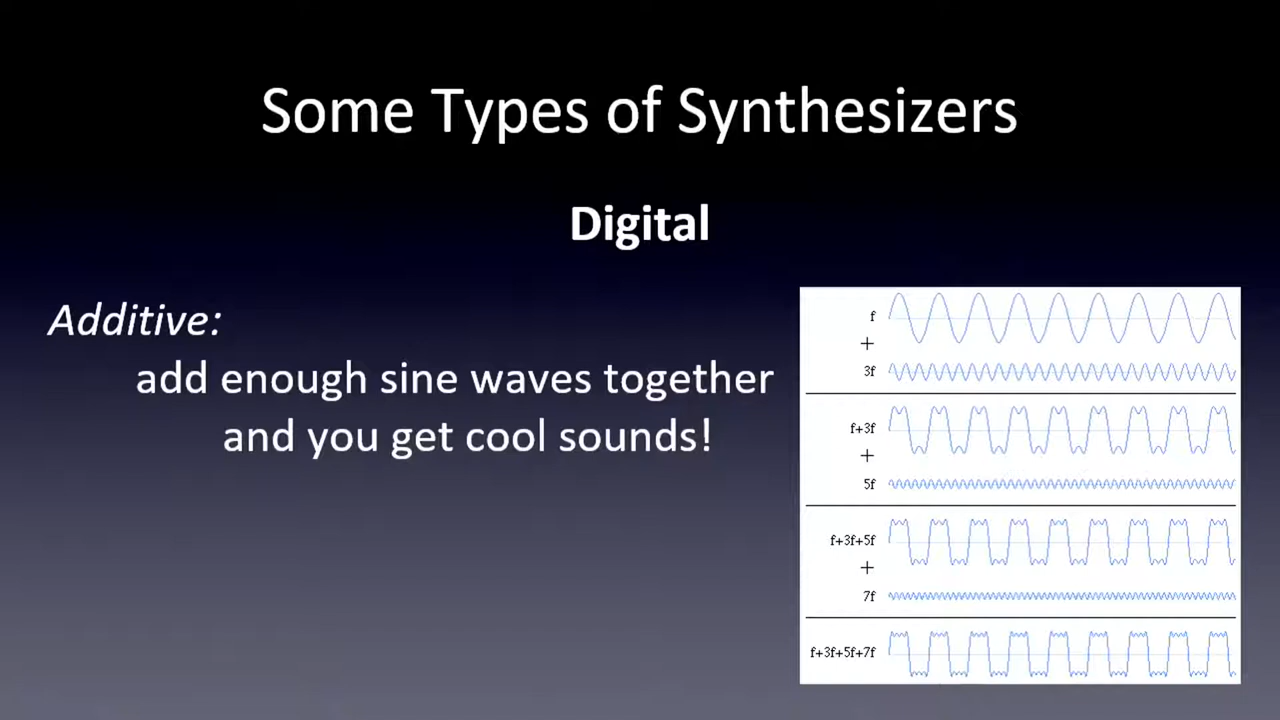 Some Types of Synthesizers
Digital
Additive:
add enough sine waves together
and you get cool sounds!
f
+
3f
f+3f
+
5f
f+3f+5f
+
7f
f+3f+5f+7f